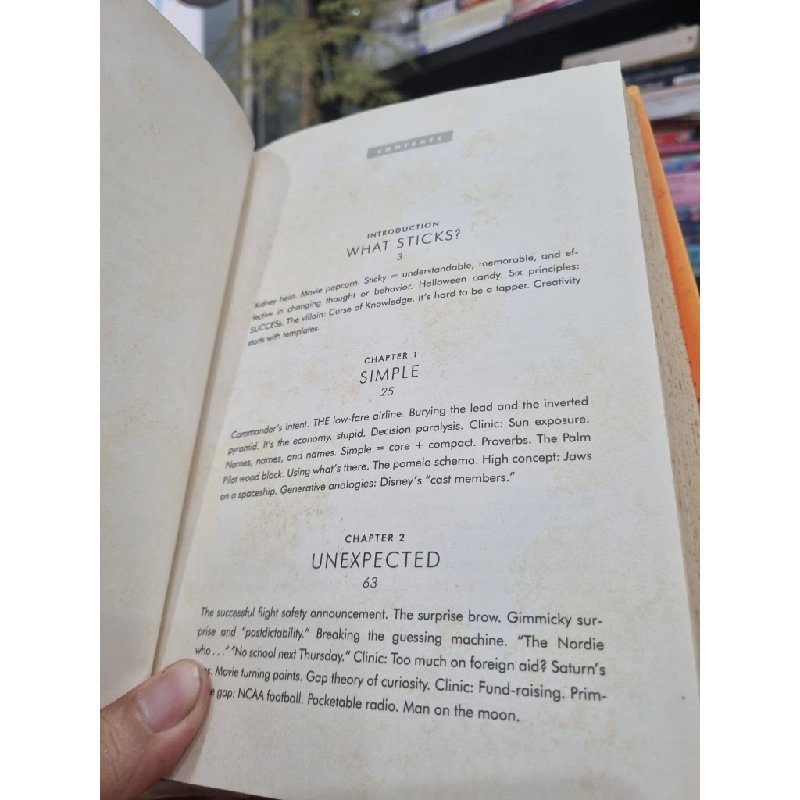 CONTENTS
INTRODUCTION
WHAT STICKS?
3
Kidney heist. Movie popcorn. Sticky = understandable, memorable, and ef-
fective in changing thought or behavior. Halloween candy. Six principles:
SUCCESs. The villain: Curse of Knowledge. It's hard to be a tapper. Creativity
starts with templates.
CHAPTER 1
SIMPLE
25
Commander's Intent. THE low-fare airline. Burying the lead and the inverted
pyramid. It's the economy, stupid. Decision paralysis. Clinic: Sun exposure.
Names, names, and names. Simple = core + compact. Proverbs. The Palm
Pilot wood block. Using what's there. The pomelo schema. High concept: Jaws
on a spaceship. Generative analogies: Disney's "cast members."
CHAPTER 2
UNEXPECTED
63
The successful flight safety announcement. The surprise brow. Gimmicky sur-
prise and "postdictability." Breaking the guessing machine. "The Nordie
who . . ." "No school next Thursday." Clinic: Too much on foreign aid? Saturn's
Movie turning points. Gap theory of curiosity. Clinic: Fund-raising. Prim-
gap: NCAA football. Pocketable radio. Man on the moon.